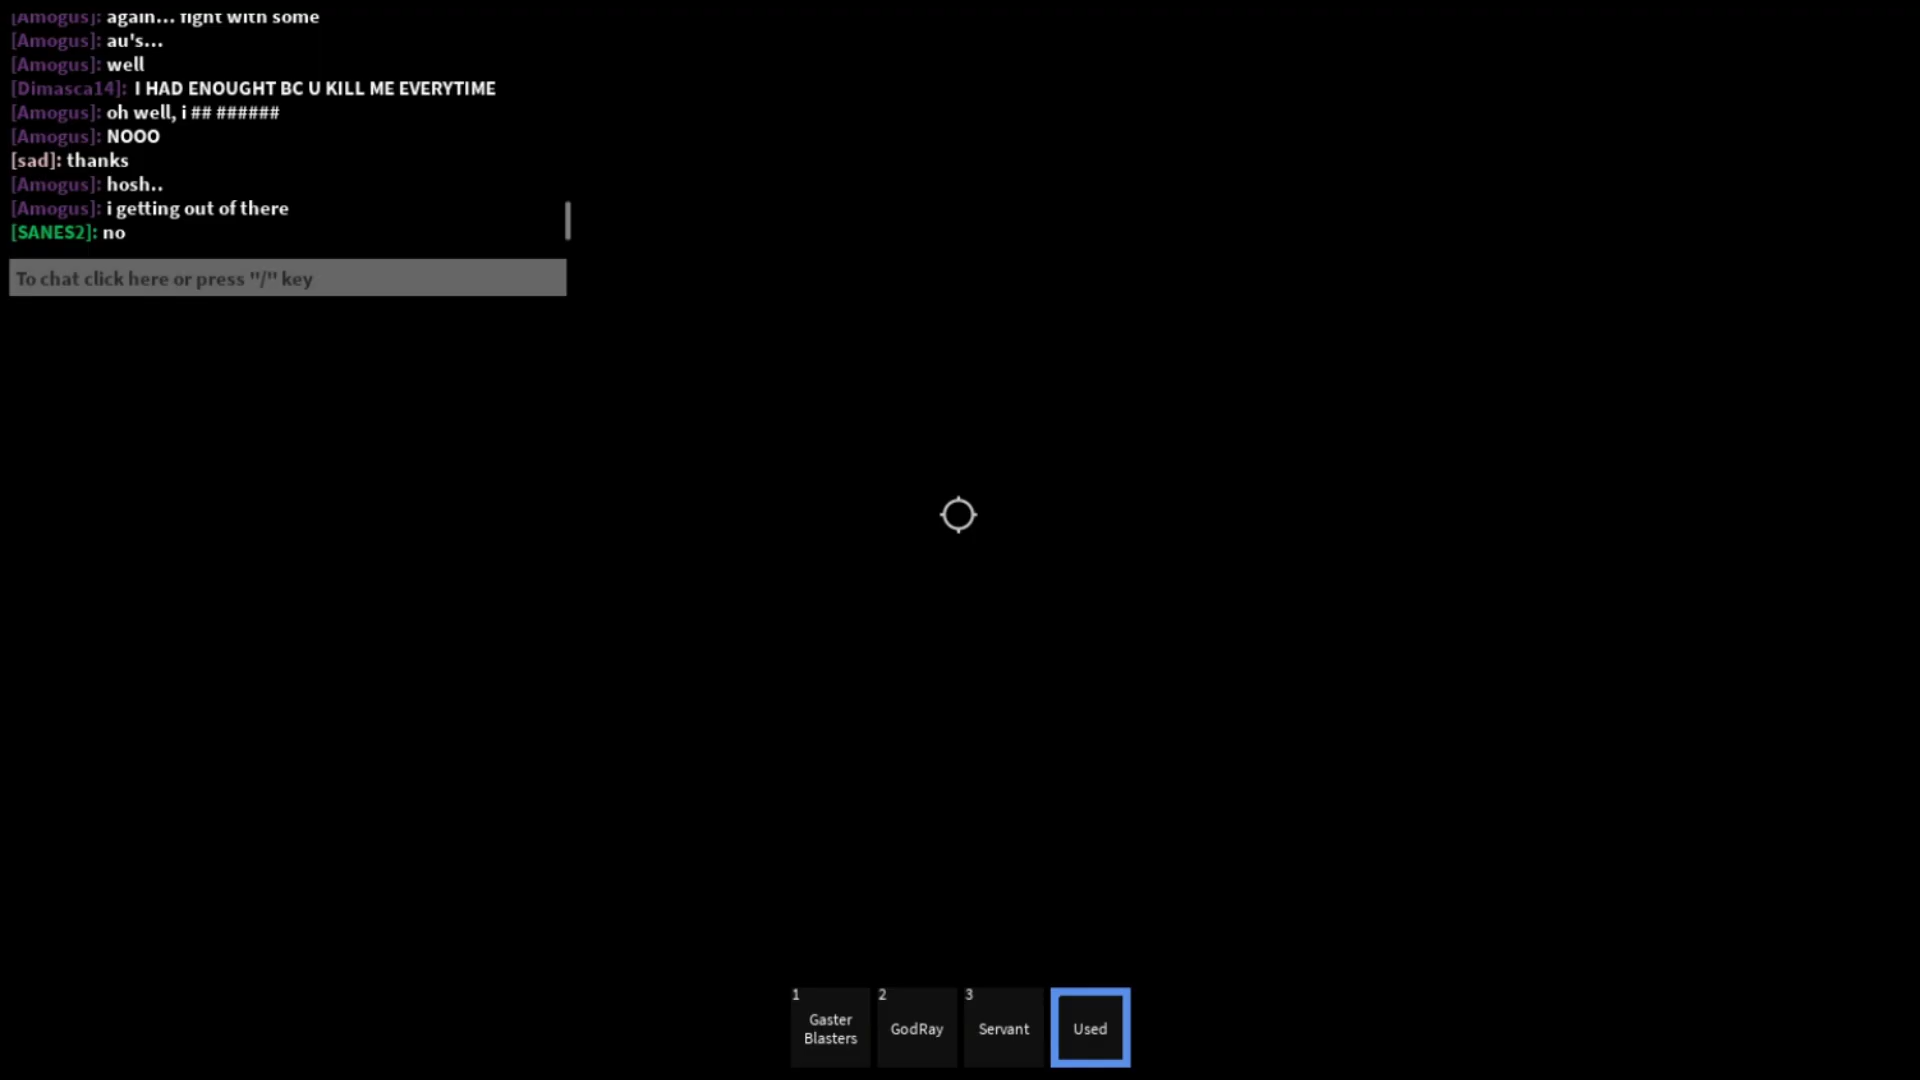 [Amogus]: again... fight with some
[Amogus]: au's...
[Amogus]: well
[Dimasca14]: I HAD ENOUGHT BC U KILL ME EVERYTIME
[Amogus]: oh well, i ## ######
[Amogus]: NOOO
[sad]: thanks
[Amogus]: hosh..
[Amogus]: i getting out of there
[SANES2]: no
To chat click here or press "/" key
1
Gaster
Blasters
2
GodRay
3
Servant
Used